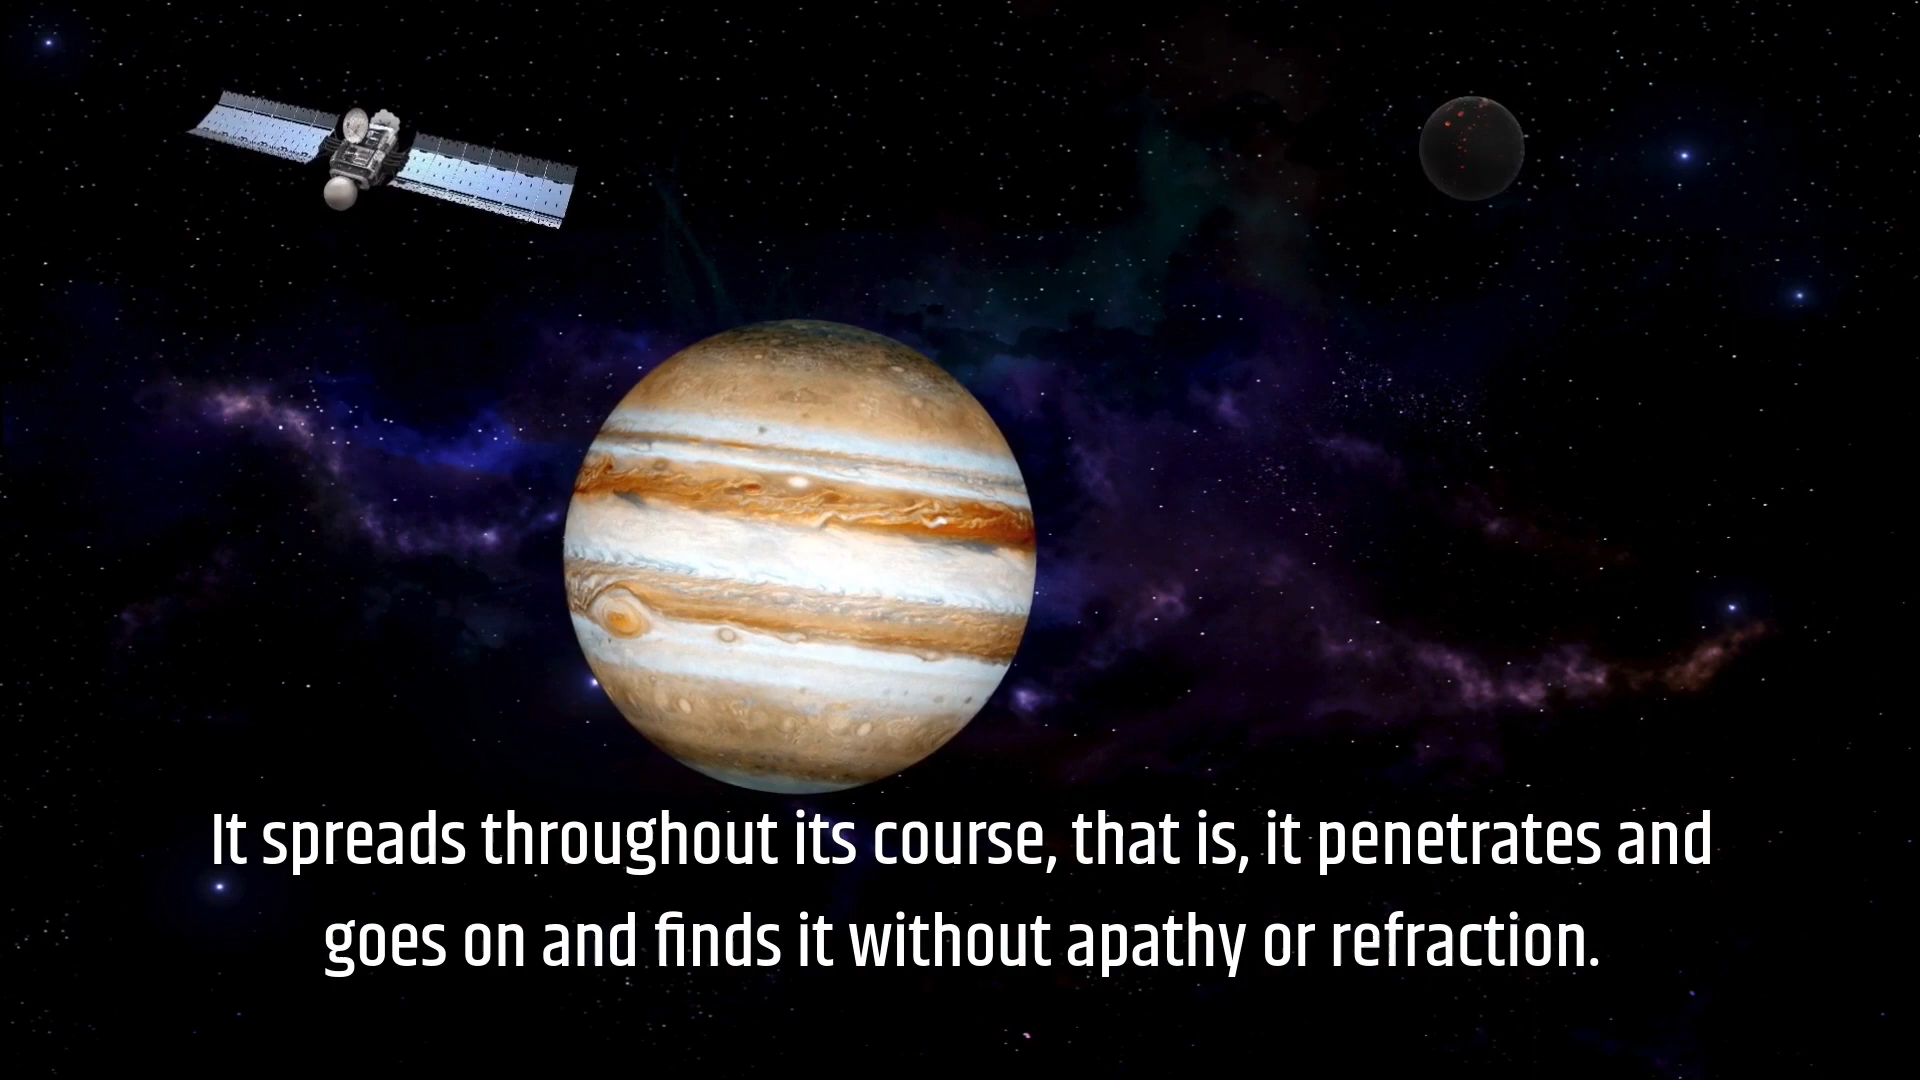 It spreads throughout its course, that is, it penetrates and
goes on and finds it without apathy or refraction.